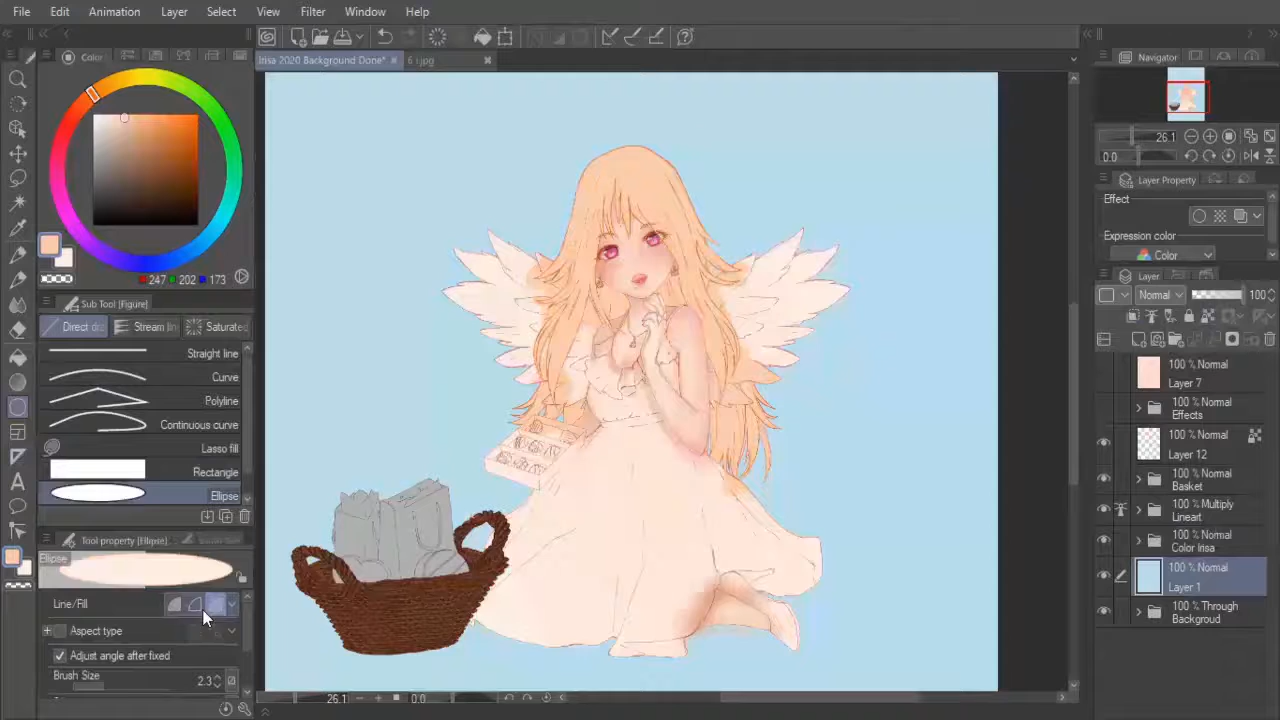 File Edit Animation Layer Select View Filter Window Help
Color
Irisa 2020 Background Done*
Navigator
26.1
0.0
Layer Property
Effect
Expression color
Color
247 202 173
Sub Tool [Figure]
Direct dra Stream lin Saturated
Straight line
Curve
Polyline
Continuous curve
Lasso fill
Rectangle
Ellipse
Tool property [Ellipse]
Ellipse
Line/Fill
Aspect type
Adjust angle after fixed
Brush Size
2.3
26.1
0.0
Layer
Normal 100
100 % Normal
Layer 7
100 % Normal
Effects
100 % Normal
Layer 12
100 % Normal
Basket
100 % Multiply
Lineart
100 % Normal
Color Irisa
100 % Normal
Layer 1
100 % Through
Backgroud